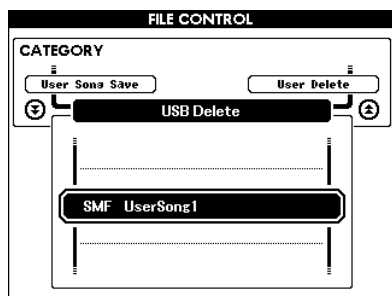 FILE CONTROL
CATEGORY
User Song Save
User Delete
USB Delete
SMF UserSong1